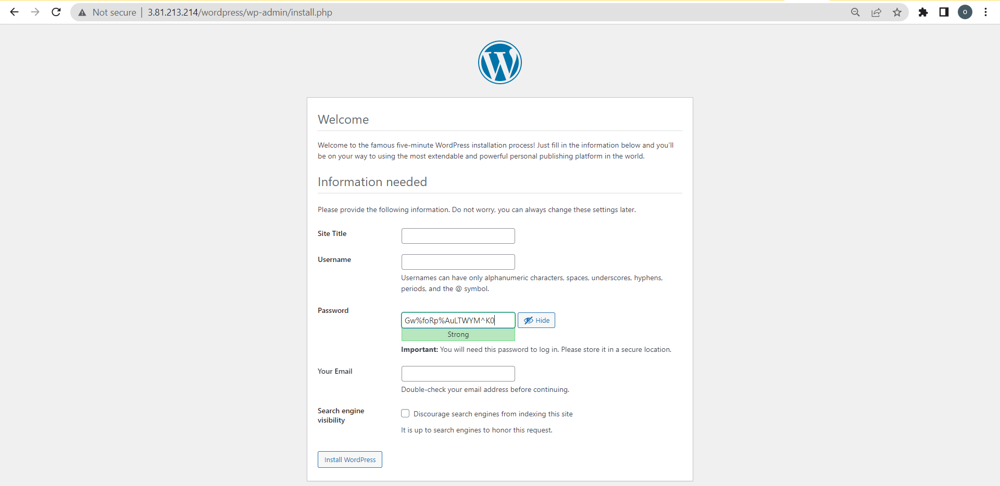 Not secure | 3.81.213.214/wordpress/wp-admin/install.php
O
W
Welcome
Welcome to the famous five-minute WordPress installation process! Just fill in the information below and you’ll
be on your way to using the most extendable and powerful personal publishing platform in the world.
Information needed
Please provide the following information. Do not worry, you can always change these settings later.
Site Title
Username
Usernames can have only alphanumeric characters, spaces, underscores, hyphens,
periods, and the @ symbol.
Password
Gw%foRp%AuLTWYM^K0
Hide
Strong
Important: You will need this password to log in. Please store it in a secure location.
Your Email
Double-check your email address before continuing.
Search engine
visibility
Discourage search engines from indexing this site
It is up to search engines to honor this request.
Install WordPress